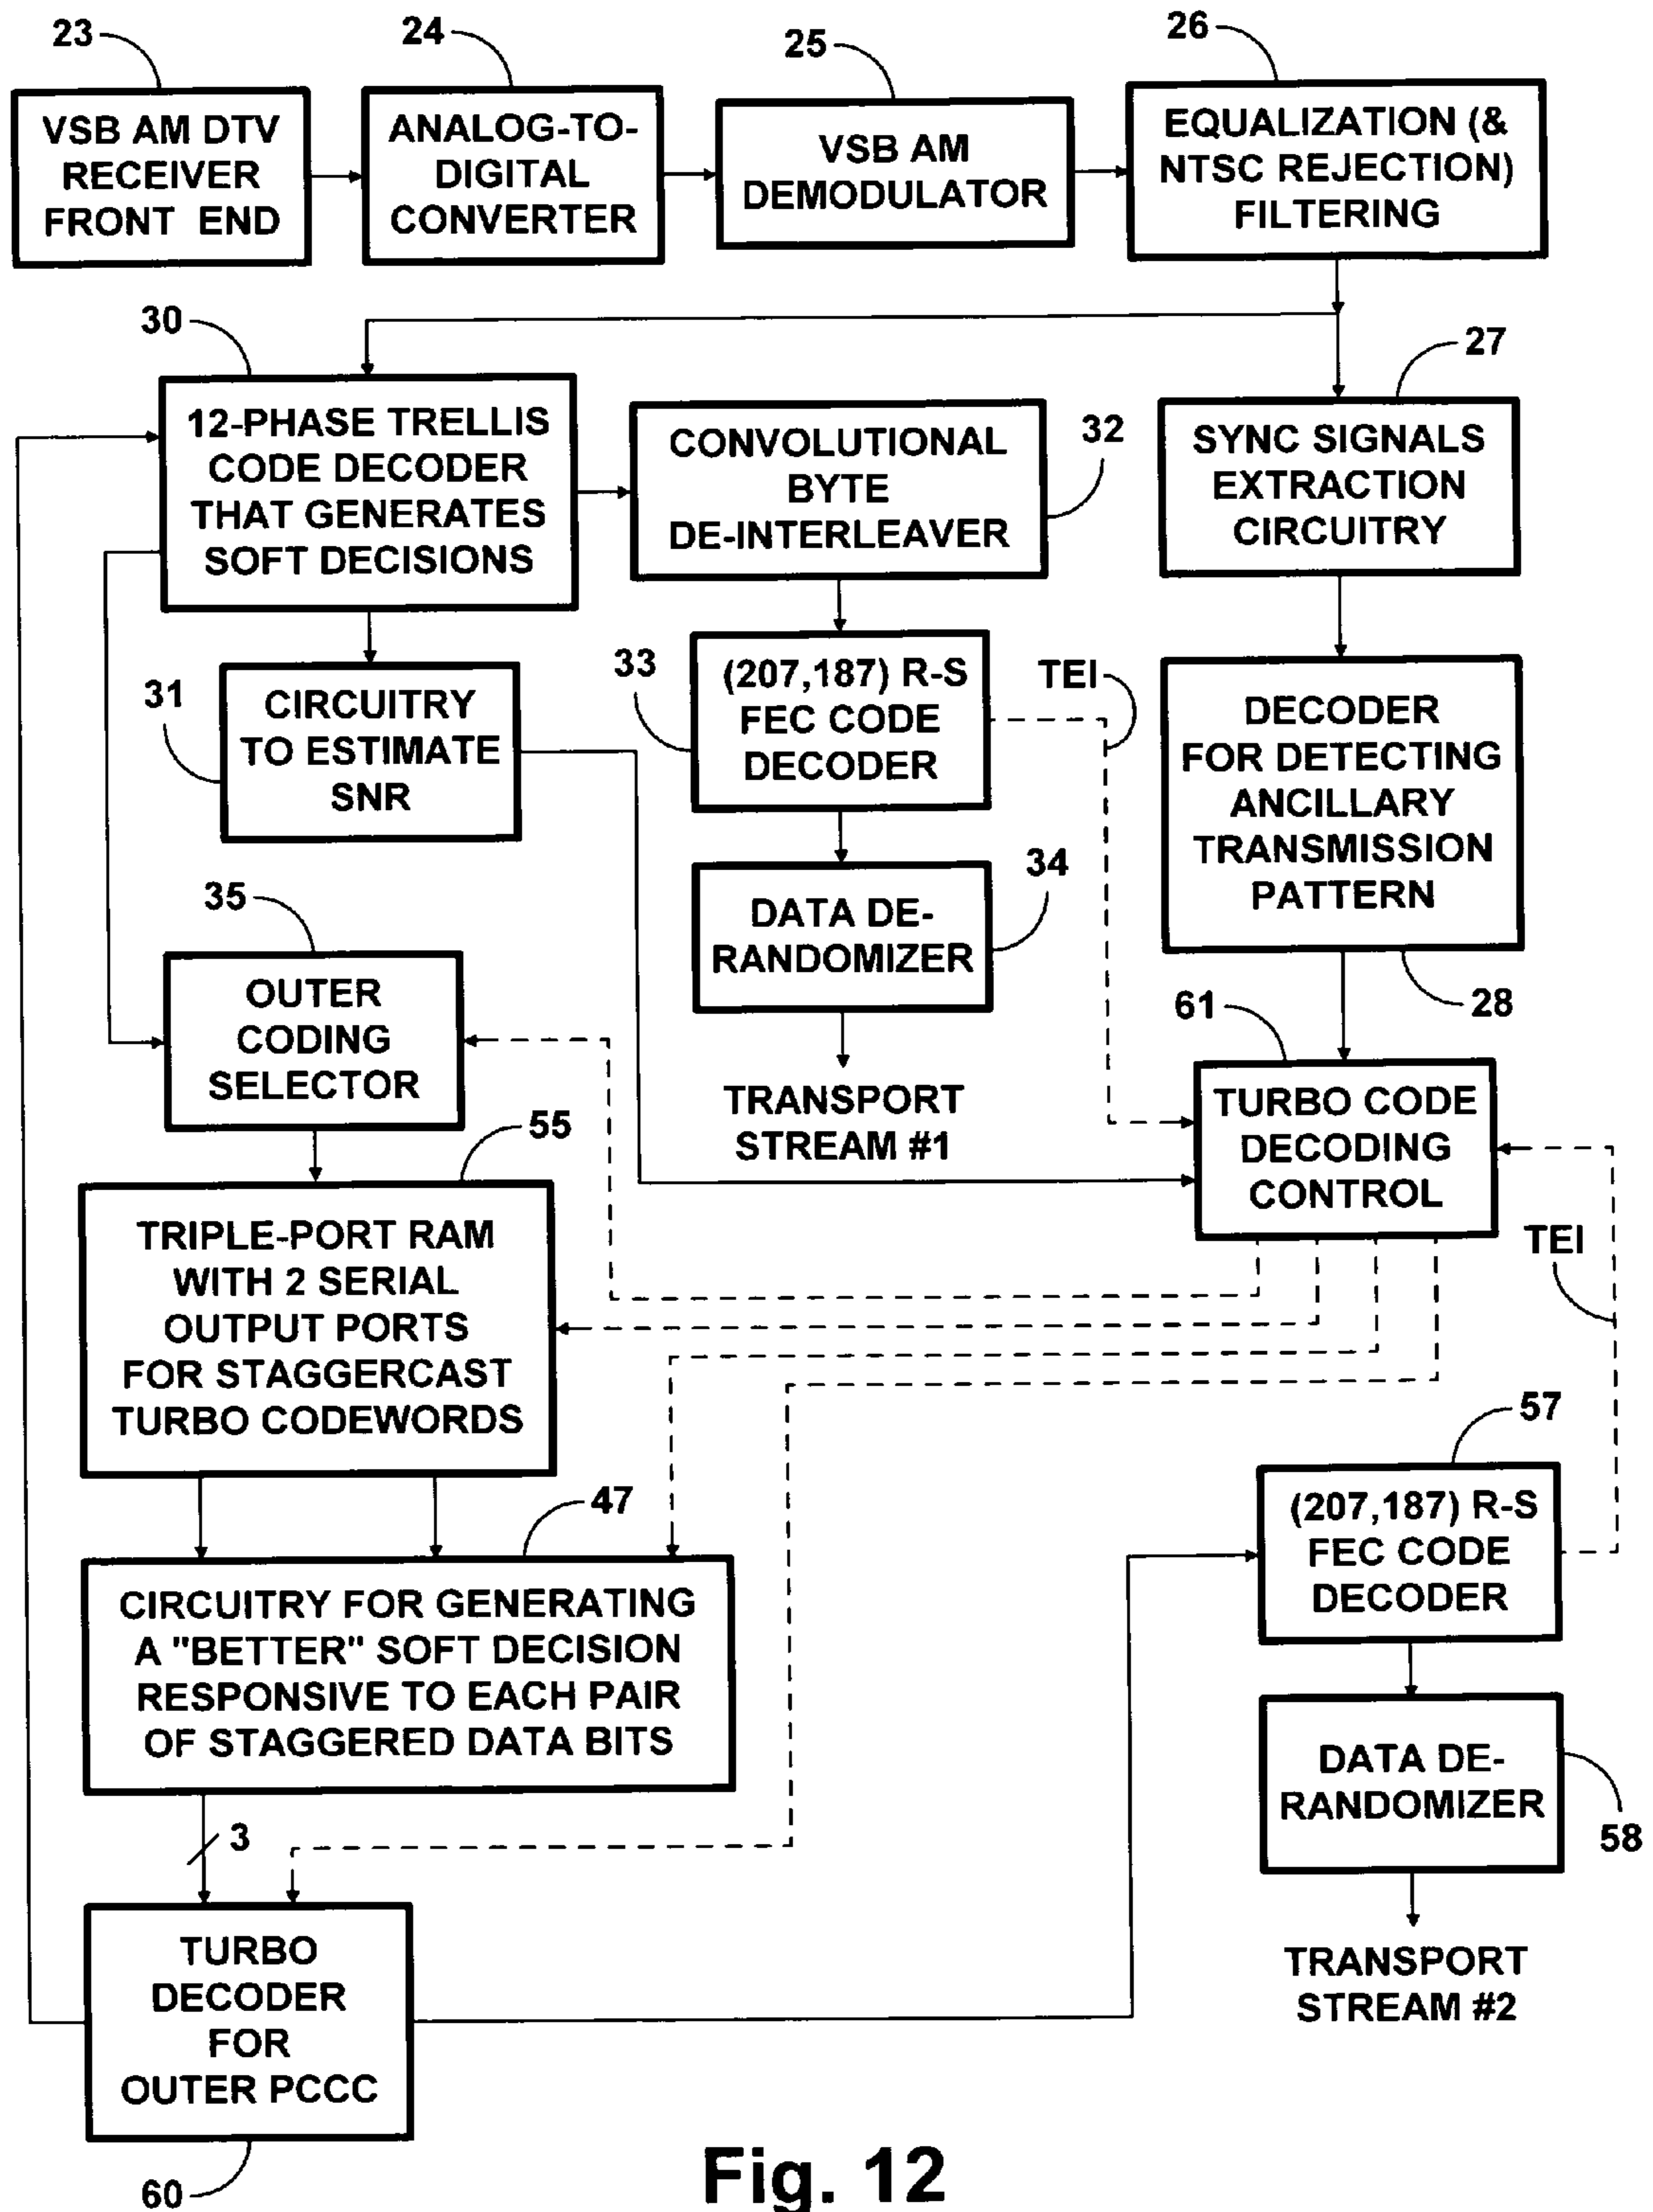 23
24
25
26
VSB AM DTV
RECEIVER
FRONT END
ANALOG-TO-
DIGITAL
CONVERTER
VSB AM
DEMODULATOR
EQUALIZATION (&
NTSC REJECTION)
FILTERING
30
27
12-PHASE TRELLIS
CODE DECODER
THAT GENERATES
SOFT DECISIONS
CONVOLUTIONAL
BYTE
DE-INTERLEAVER
32
SYNC SIGNALS
EXTRACTION
CIRCUITRY
31
CIRCUITRY
TO ESTIMATE
SNR
33
(207,187) R-S
FEC CODE
DECODER
TEI
DECODER
FOR DETECTING
ANCILLARY
TRANSMISSION
PATTERN
28
34
DATA DE-
RANDOMIZER
TRANSPORT
STREAM #1
35
OUTER
CODING
SELECTOR
61
TURBO CODE
DECODING
CONTROL
TEI
55
TRIPLE-PORT RAM
WITH 2 SERIAL
OUTPUT PORTS
FOR STAGGERCAST
TURBO CODEWORDS
47
CIRCUITRY FOR GENERATING
A "BETTER" SOFT DECISION
RESPONSIVE TO EACH PAIR
OF STAGGERED DATA BITS
57
(207,187) R-S
FEC CODE
DECODER
DATA DE-
RANDOMIZER
58
3
TURBO
DECODER
FOR
OUTER PCCC
60
TRANSPORT
STREAM #2
Fig. 12